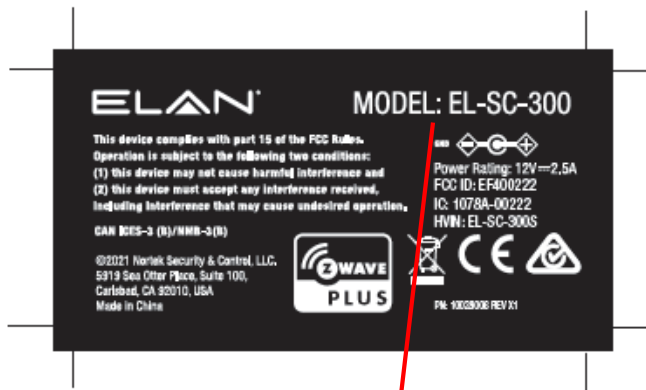 ELAN
MODEL: EL-SC-300
This device complies with part 15 of the FCC Rules.
Operation is subject to the following two conditions:
(1) this device may not cause harmful interference and
(2) this device must accept any interference received,
including interference that may cause undesired operation.
CAN ICES-3 (B)/NMB-3(B)
©2021 Nortek Security & Control, LLC.
5919 Sea Otter Place, Suite 100,
Carlsbad, CA 92010, USA
Made in China
Z WAVE
PLUS
GND
Power Rating: 12V⎓2.5A
FCC ID: EF400222
IC: 1078A-00222
HVIN: EL-SC-300S
CE
PN: 10039008 REV X1